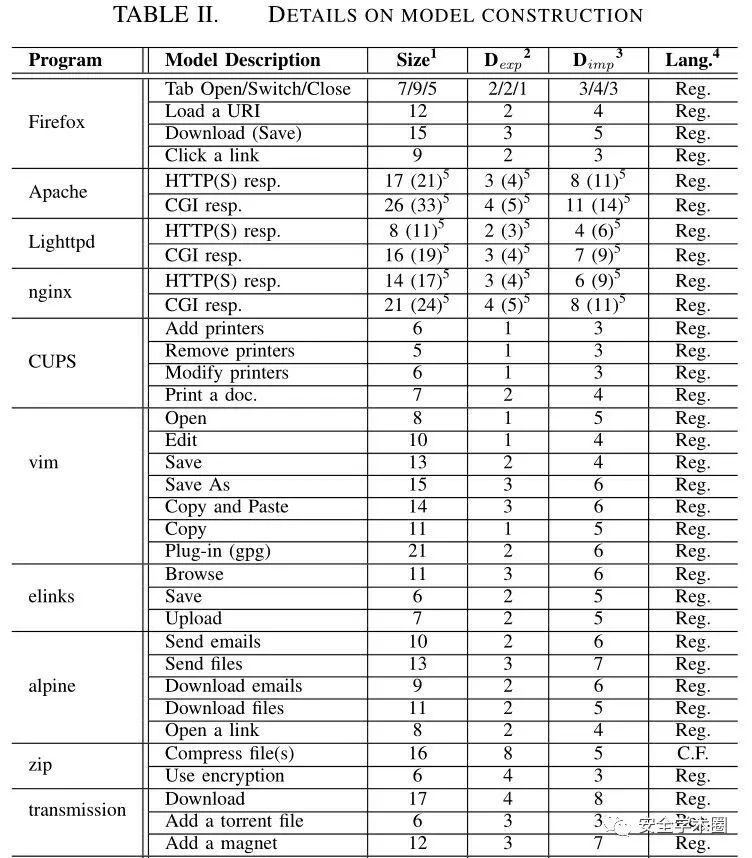 TABLE II. DETAILS ON MODEL CONSTRUCTION
Program Model Description Size1 Dexp2 Dimp3 Lang.4
Firefox
Tab Open/Switch/Close 7/9/5 2/2/1 3/4/3 Reg.
Load a URI 12 2 4 Reg.
Download (Save) 15 3 5 Reg.
Click a link 9 2 3 Reg.
Apache
HTTP(S) resp. 17 (21)5 3 (4)5 8 (11)5 Reg.
CGI resp. 26 (33)5 4 (5)5 11 (14)5 Reg.
Lighttpd
HTTP(S) resp. 8 (11)5 2 (3)5 4 (6)5 Reg.
CGI resp. 16 (19)5 3 (4)5 7 (9)5 Reg.
nginx
HTTP(S) resp. 14 (17)5 3 (4)5 6 (9)5 Reg.
CGI resp. 21 (24)5 4 (5)5 8 (11)5 Reg.
CUPS
Add printers 6 1 3 Reg.
Remove printers 5 1 3 Reg.
Modify printers 6 1 3 Reg.
Print a doc. 7 2 4 Reg.
vim
Open 8 1 5 Reg.
Edit 10 1 4 Reg.
Save 13 2 4 Reg.
Save As 15 3 6 Reg.
Copy and Paste 14 3 6 Reg.
Copy 11 1 5 Reg.
Plug-in (gpg) 21 2 6 Reg.
elinks
Browse 11 3 6 Reg.
Save 6 2 5 Reg.
Upload 7 2 5 Reg.
alpine
Send emails 10 2 6 Reg.
Send files 13 3 7 Reg.
Download emails 9 2 6 Reg.
Download files 11 2 5 Reg.
Open a link 8 2 4 Reg.
zip
Compress file(s) 16 8 5 C.F.
Use encryption 6 4 3 Reg.
transmission
Download 17 4 8 Reg.
Add a torrent file 6 3 3
安全学术圈
Add a magnet 12 3 7 Reg.